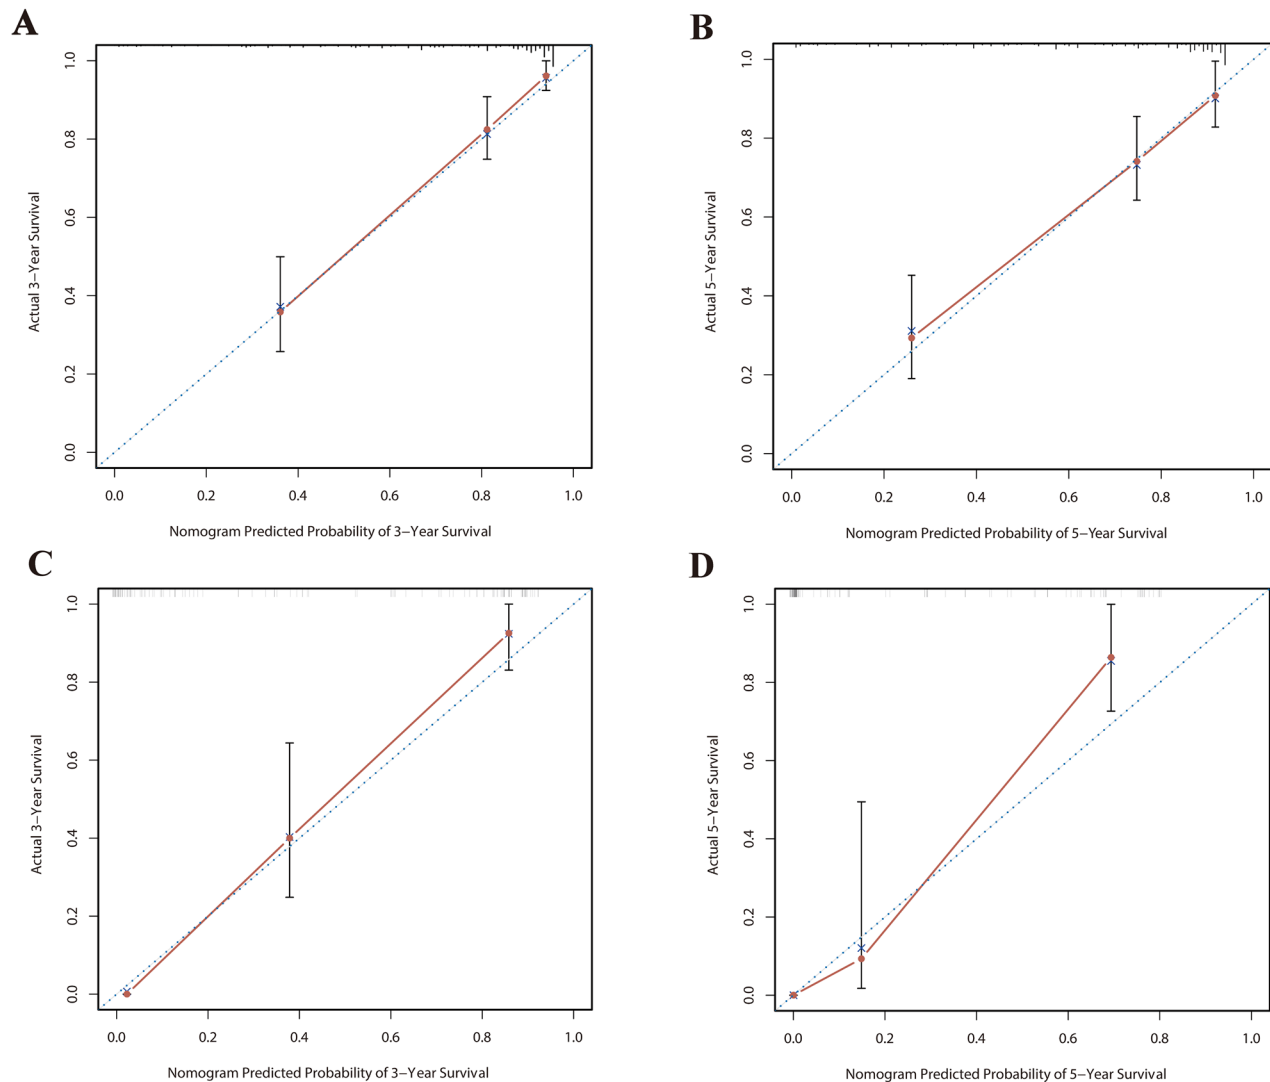 A
B
1.0
0.8
0.6
0.4
0.2
0.0
Actual 3−Year Survival
0.0 0.2 0.4 0.6 0.8 1.0
Nomogram Predicted Probability of 3−Year Survival
1.0
0.8
0.6
0.4
0.2
0.0
Actual 5−Year Survival
0.0 0.2 0.4 0.6 0.8 1.0
Nomogram Predicted Probability of 5−Year Survival
C
D
1.0
0.8
0.6
0.4
0.2
0.0
Actual 3−Year Survival
0.0 0.2 0.4 0.6 0.8 1.0
Nomogram Predicted Probability of 3−Year Survival
1.0
0.8
0.6
0.4
0.2
0.0
Actual 5−Year Survival
0.0 0.2 0.4 0.6 0.8 1.0
Nomogram Predicted Probability of 5−Year Survival